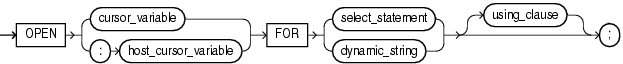 cursor_variable select_statement using_clause
OPEN FOR ;
: host_cursor_variable dynamic_string